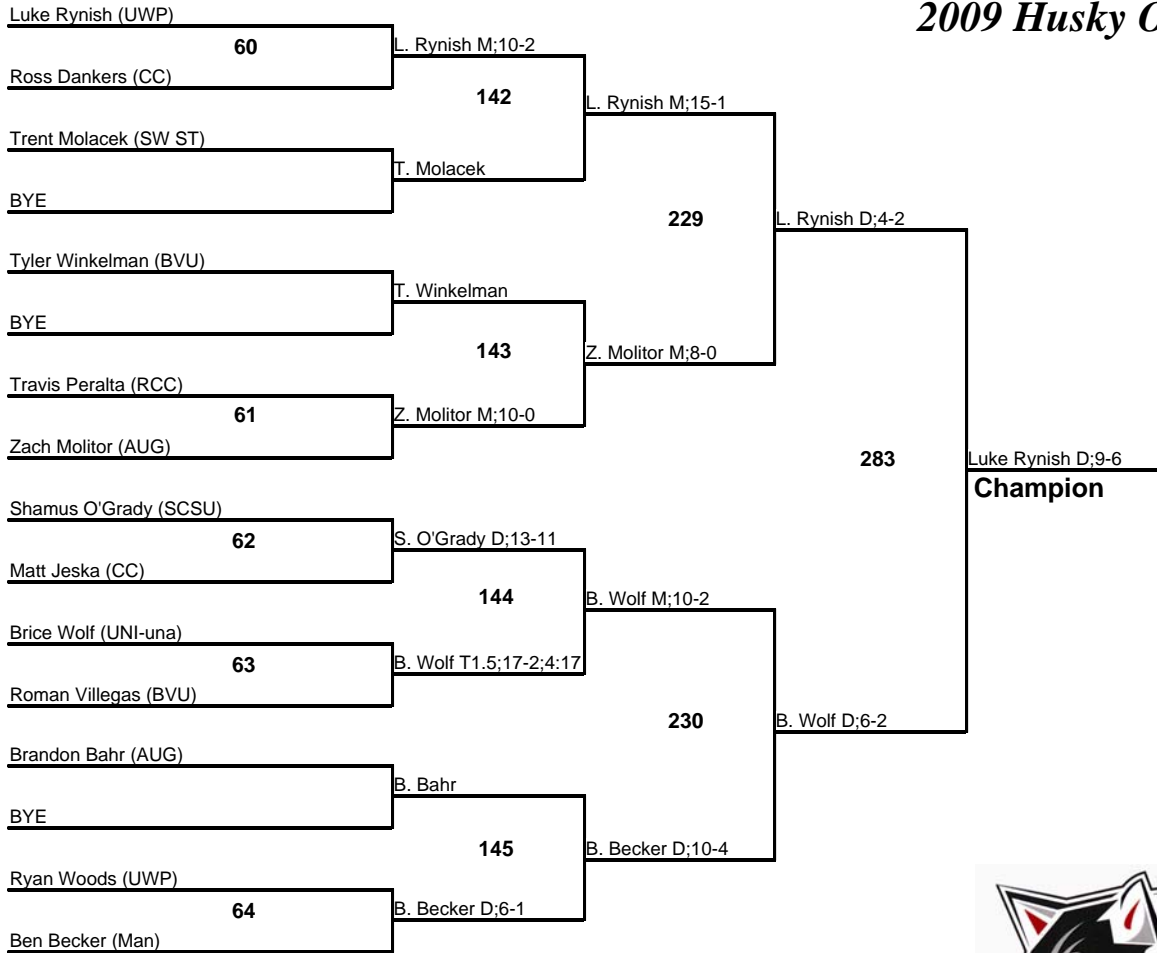 2009 Husky O
Luke Rynish (UWP)
60
Ross Dankers (CC)
L. Rynish M;10-2
142
Trent Molacek (SW ST)
BYE
T. Molacek
L. Rynish M;15-1
229
Tyler Winkelman (BVU)
BYE
T. Winkelman
143
Travis Peralta (RCC)
61
Zach Molitor (AUG)
Z. Molitor M;10-0
Z. Molitor M;8-0
L. Rynish D;4-2
283
Luke Rynish D;9-6
Champion
Shamus O'Grady (SCSU)
62
Matt Jeska (CC)
S. O'Grady D;13-11
144
Brice Wolf (UNI-una)
63
Roman Villegas (BVU)
B. Wolf T1.5;17-2;4:17
B. Wolf M;10-2
230
B. Wolf D;6-2
Brandon Bahr (AUG)
BYE
B. Bahr
145
Ryan Woods (UWP)
64
Ben Becker (Man)
B. Becker D;6-1
B. Becker D;10-4